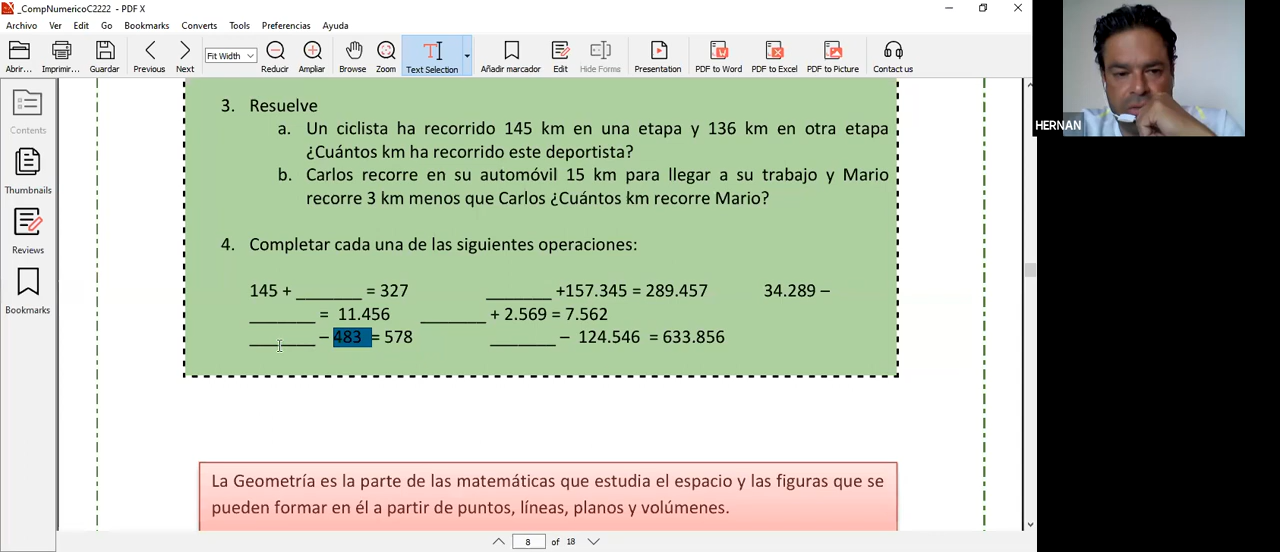 _CompNumericoC2222 - PDF X
Archivo Ver Edit Go Bookmarks Converts Tools Preferencias Ayuda
Abrir... Imprimir... Guardar Previous Next Fit Width Reducir Ampliar Browse Zoom Text Selection Añadir marcador Edit Hide Forms Presentation PDF to Word PDF to Excel PDF to Picture Contact us
Contents
Thumbnails
Reviews
Bookmarks
3. Resuelve
a. Un ciclista ha recorrido 145 km en una etapa y 136 km en otra etapa
¿Cuántos km ha recorrido este deportista?
b. Carlos recorre en su automóvil 15 km para llegar a su trabajo y Mario
recorre 3 km menos que Carlos ¿Cuántos km recorre Mario?
4. Completar cada una de las siguientes operaciones:
145 + _______ = 327 _______ +157.345 = 289.457 34.289 –
_______ = 11.456 _______ + 2.569 = 7.562
_______ – 483 = 578 _______ – 124.546 = 633.856
La Geometría es la parte de las matemáticas que estudia el espacio y las figuras que se
pueden formar en él a partir de puntos, líneas, planos y volúmenes.
8 of 18
HERNAN